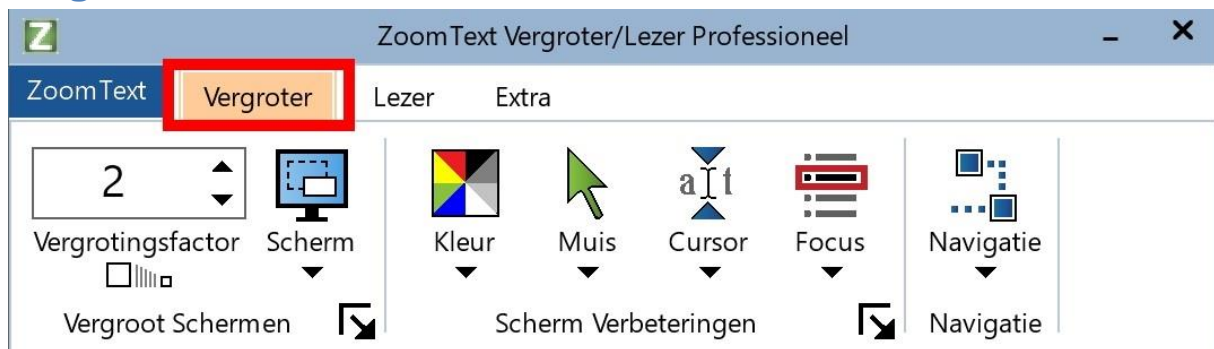 ZoomText Vergroter/Lezer Professioneel
ZoomText Vergroter Lezer Extra
2
Vergrotingsfactor Scherm Kleur Muis Cursor Focus Navigatie
Vergroot Schermen Scherm Verbeteringen Navigatie